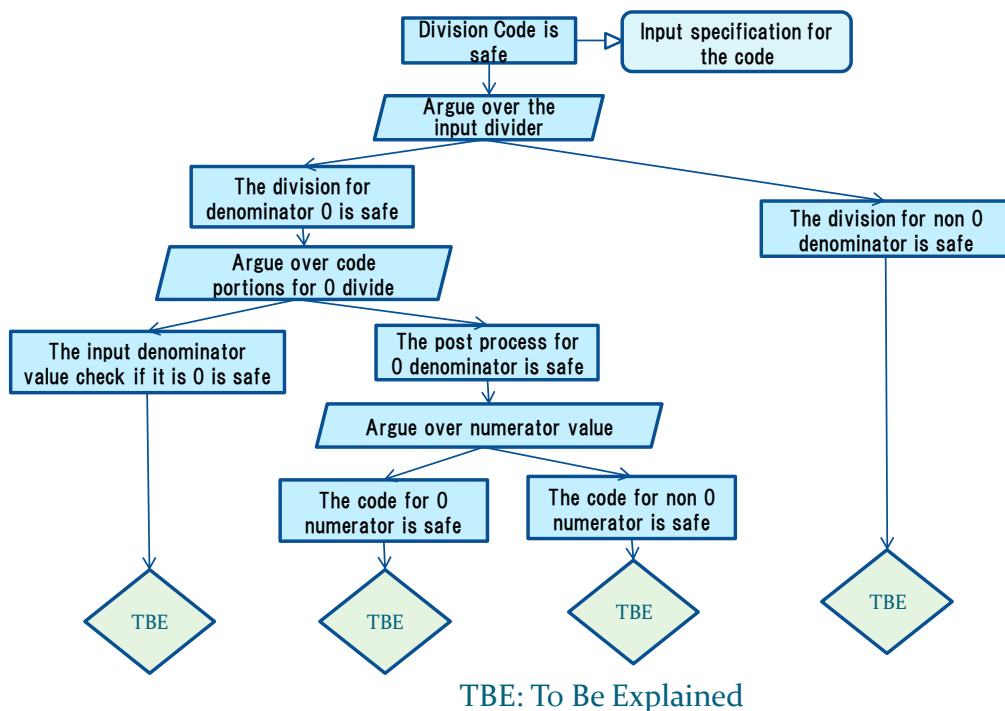 Division Code is
safe
Input specification for
the code
Argue over the
input divider
The division for
denominator 0 is safe
The division for non 0
denominator is safe
Argue over code
portions for 0 divide
The input denominator
value check if it is 0 is safe
The post process for
0 denominator is safe
Argue over numerator value
The code for 0
numerator is safe
The code for non 0
numerator is safe
TBE
TBE
TBE
TBE
TBE: To Be Explained